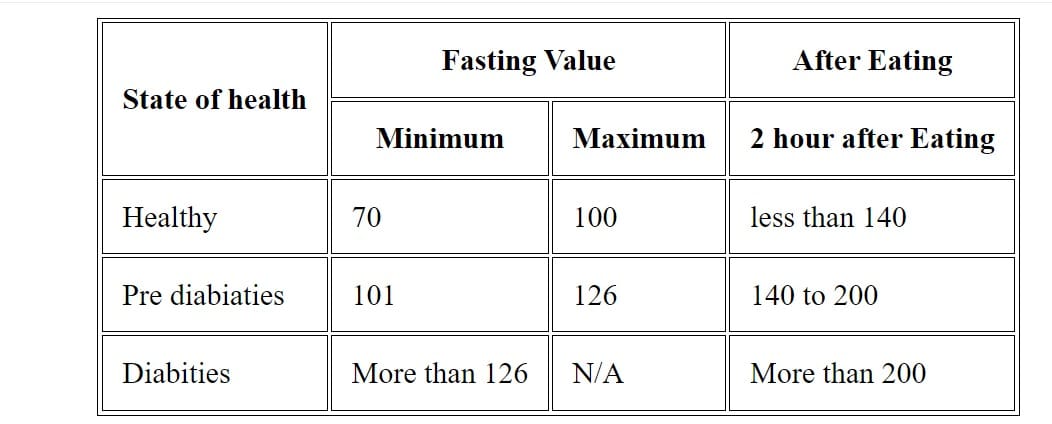 State of health Fasting Value After Eating
Minimum Maximum 2 hour after Eating
Healthy 70 100 less than 140
Pre diabiaties 101 126 140 to 200
Diabities More than 126 N/A More than 200